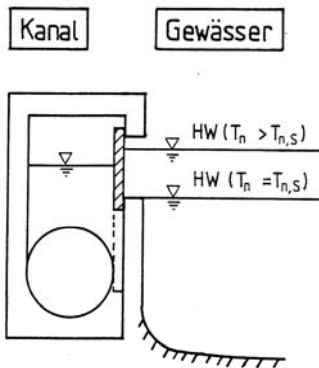 Kanal
Gewässer
HW (Tn > Tn,S)
HW (Tn = Tn,S)